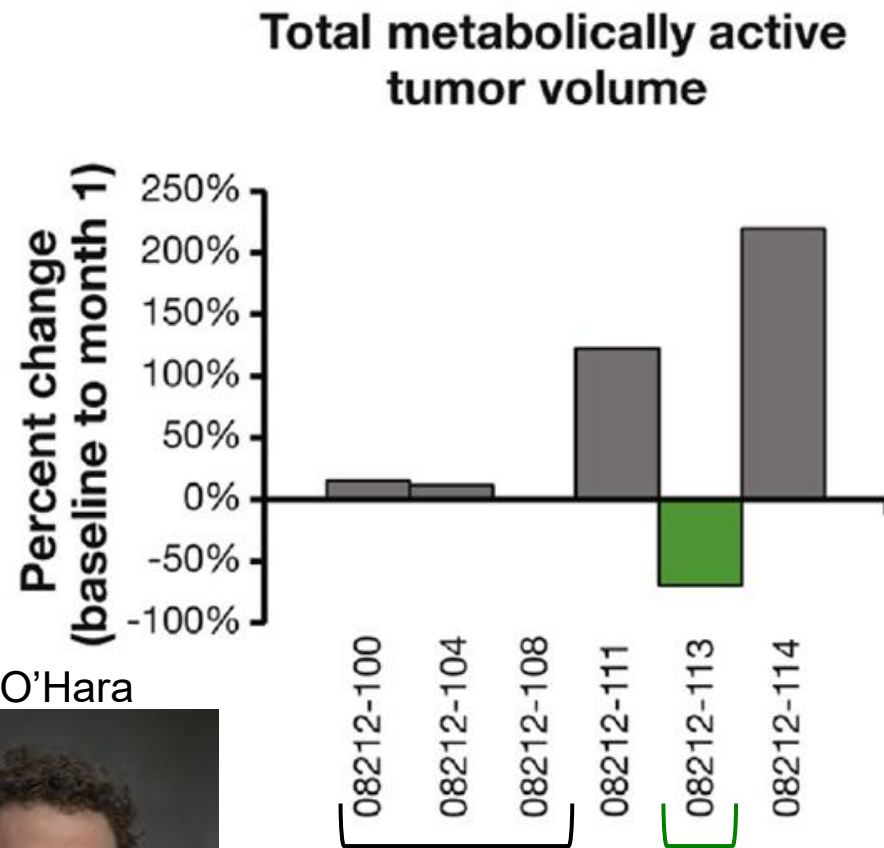 Total metabolically active
tumor volume
Percent change
(baseline to month 1)
250%
200%
150%
100%
50%
0%
-50%
-100%
08212-100
08212-104
08212-108
08212-111
08212-113
08212-114
O’Hara